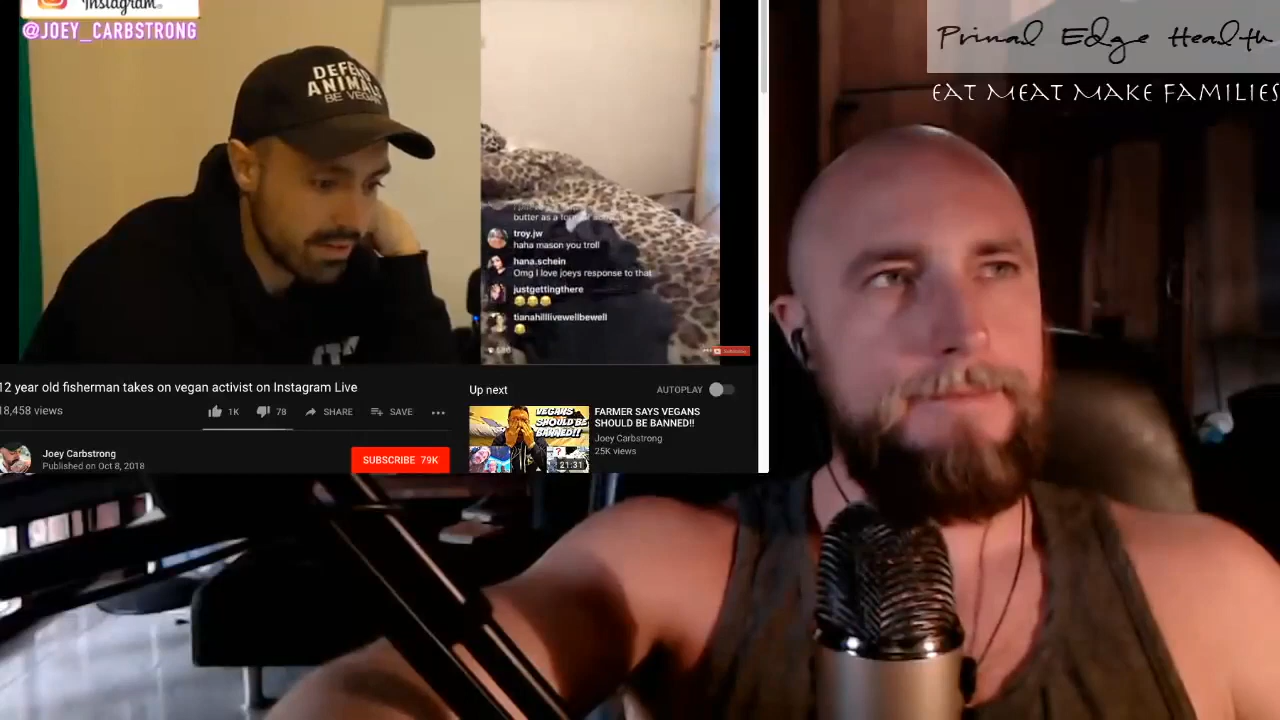 Instagram
@JOEY_CARBSTRONG
Primal Edge Health
EAT MEAT MAKE FAMILIES
DEFEND
ANIMALS
BE VEGAN
butter as a
troy.jw
haha mason you troll
hana.schein
Omg I love joeys response to that
justgettingthere
tianahilllivewellbewell
12 year old fisherman takes on vegan activist on Instagram Live
18,458 views
1K
78
SHARE
SAVE
Joey Carbstrong
Published on Oct 8, 2018
SUBSCRIBE 79K
Up next
AUTOPLAY
VEGANS
SHOULD BE
BANNED!!
21:31
FARMER SAYS VEGANS
SHOULD BE BANNED!!
Joey Carbstrong
25K views